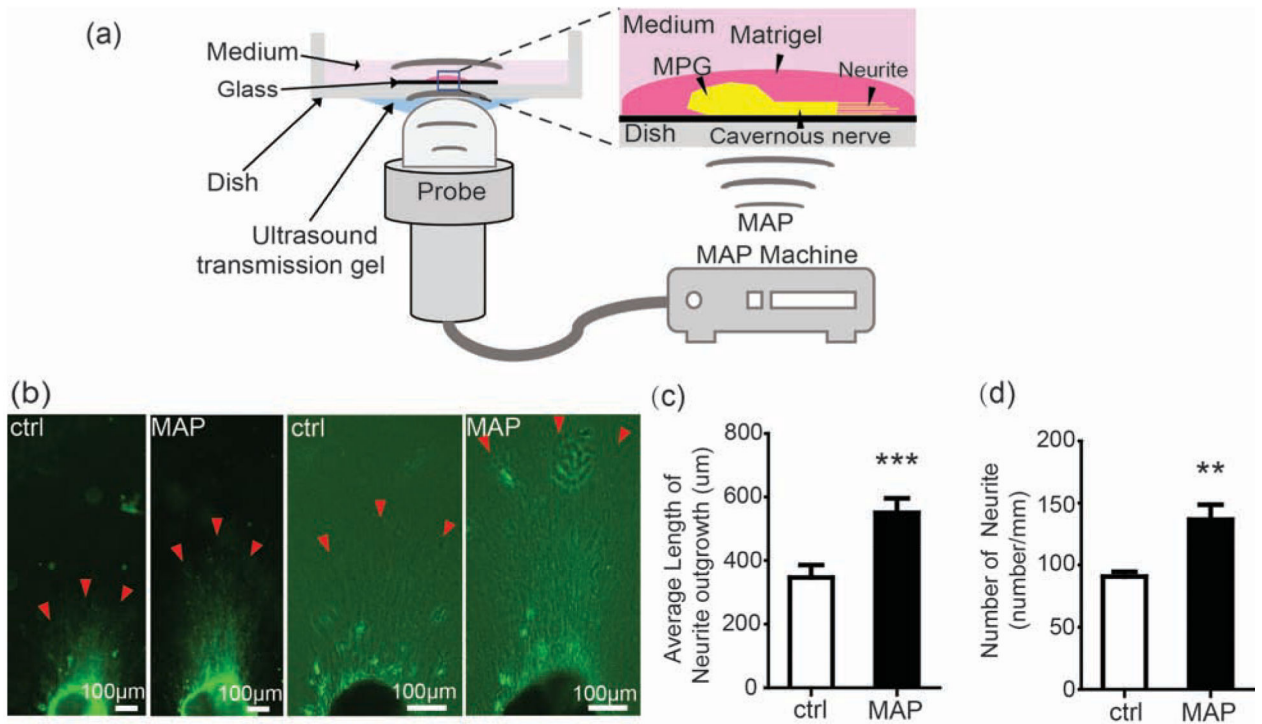 (a)
Medium
Glass
Dish
Ultrasound
transmission gel
Probe
Medium
Matrigel
MPG
Neurite
Dish
Cavernous nerve
MAP
MAP Machine
(b)
ctrl
MAP
ctrl
MAP
100μm
100μm
100μm
100μm
(c)
Average Length of
Neurite outgrowth (um)
800
600
400
200
0
***
ctrl
MAP
(d)
Number of Neurite
(number/mm)
200
150
100
50
0
**
ctrl
MAP